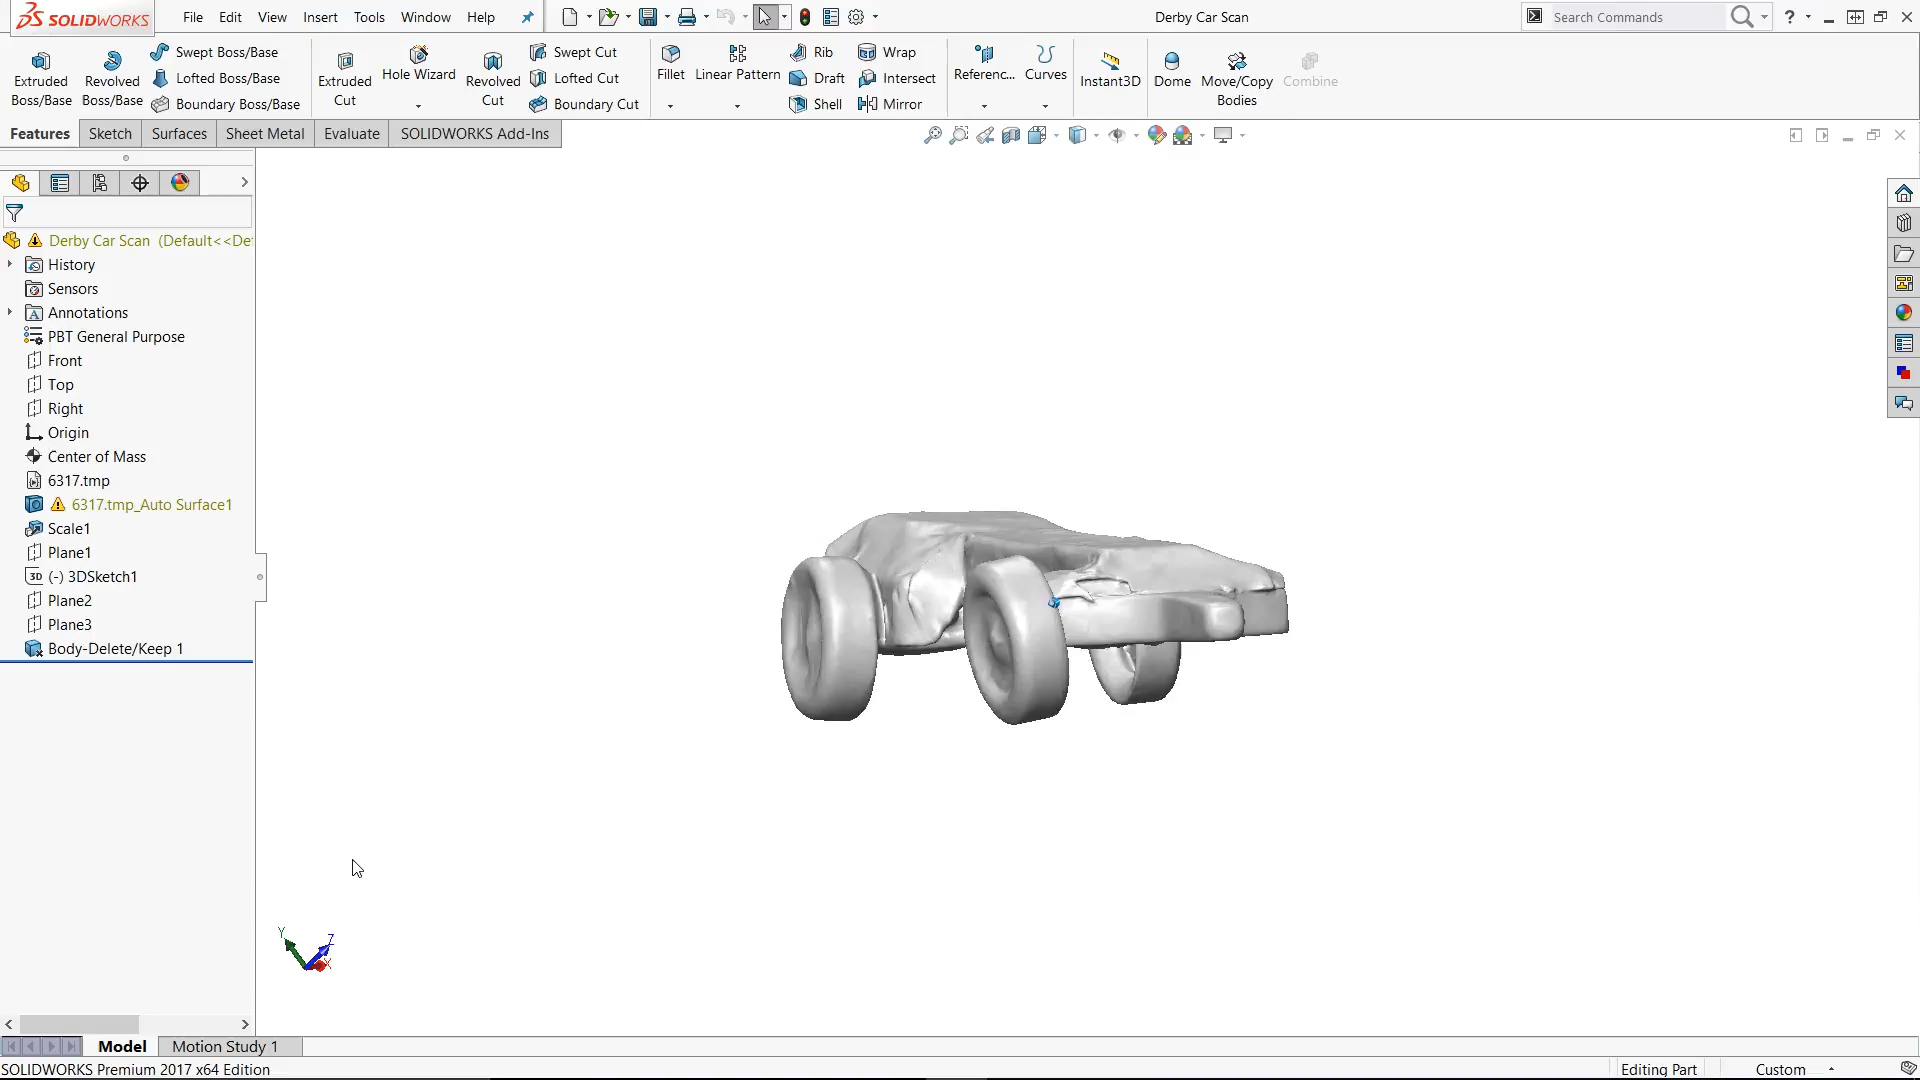 SOLIDWORKS File Edit View Insert Tools Window Help Derby Car Scan Search Commands ?
Extruded Boss/Base
Revolved Boss/Base
Swept Boss/Base
Lofted Boss/Base
Boundary Boss/Base
Extruded Cut
Hole Wizard
Revolved Cut
Swept Cut
Lofted Cut
Boundary Cut
Fillet
Linear Pattern
Rib
Draft
Shell
Wrap
Intersect
Mirror
Referenc...
Curves
Instant3D
Dome
Move/Copy Bodies
Combine
Features Sketch Surfaces Sheet Metal Evaluate SOLIDWORKS Add-Ins
Derby Car Scan (Default<<De
History
Sensors
Annotations
PBT General Purpose
Front
Top
Right
Origin
Center of Mass
6317.tmp
6317.tmp_Auto Surface1
Scale1
Plane1
3D (-) 3DSketch1
Plane2
Plane3
Body-Delete/Keep 1
Y
Z
X
Model Motion Study 1
SOLIDWORKS Premium 2017 x64 Edition Editing Part Custom